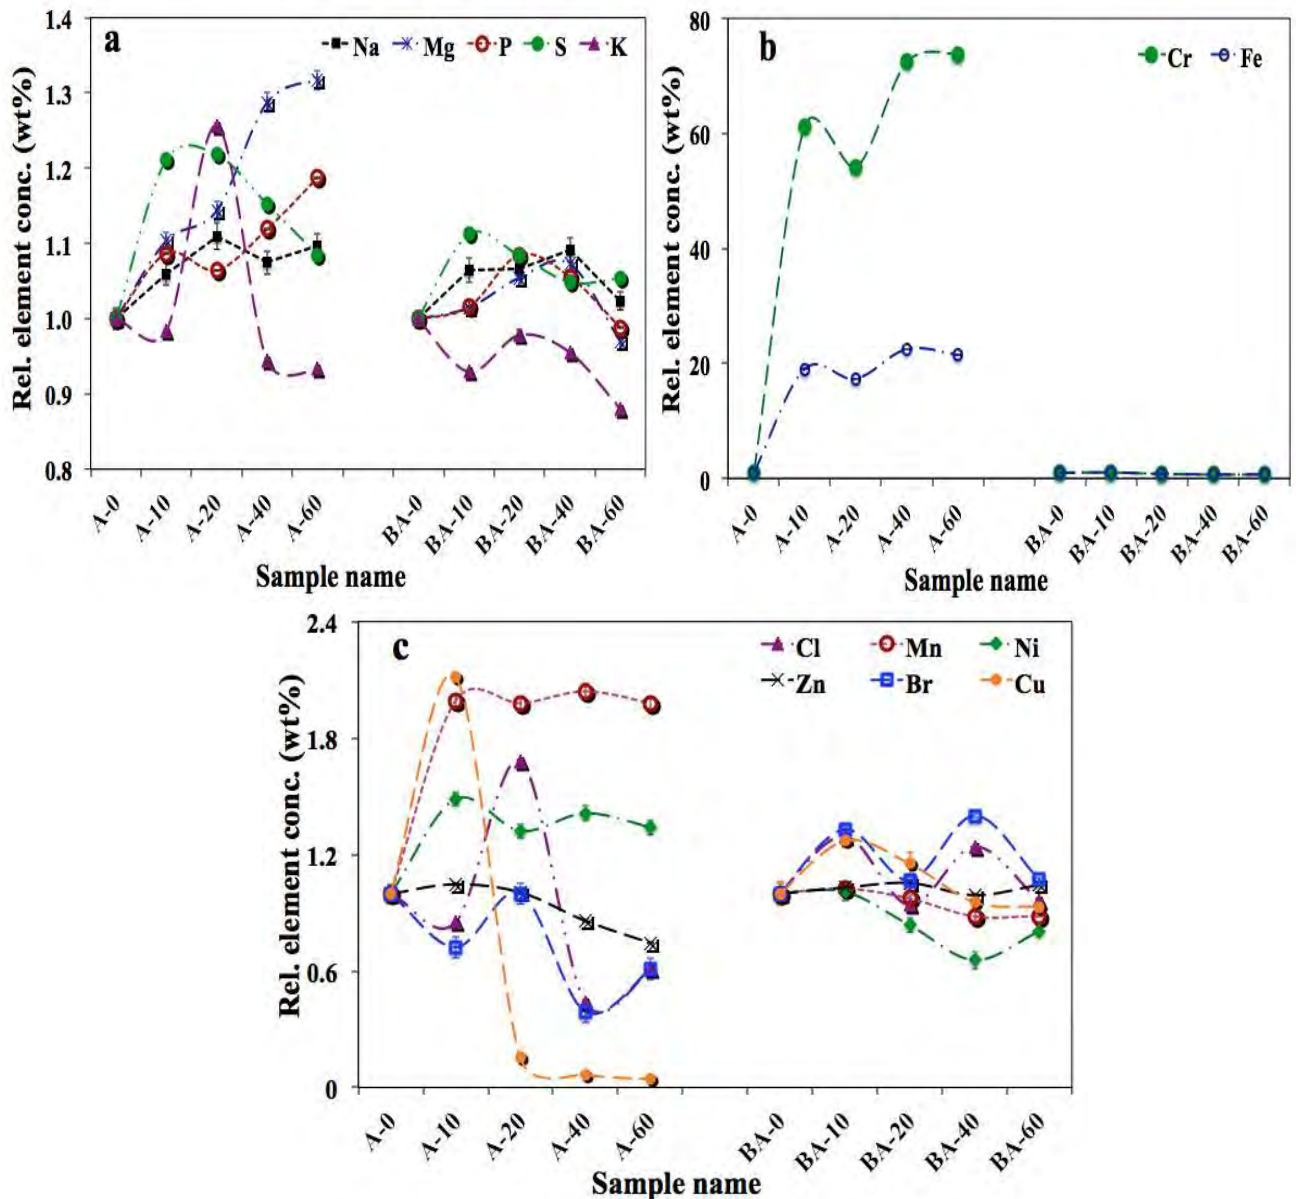 a
Na Mg P S K
Rel. element conc. (wt%)
1.4
1.3
1.2
1.1
1.0
0.9
0.8
A-0 A-10 A-20 A-40 A-60 BA-0 BA-10 BA-20 BA-40 BA-60
Sample name
b
Cr Fe
Rel. element conc. (wt%)
80
60
40
20
0
A-0 A-10 A-20 A-40 A-60 BA-0 BA-10 BA-20 BA-40 BA-60
Sample name
c
Cl Mn Ni
Zn Br Cu
Rel. element conc. (wt%)
2.4
1.8
1.2
0.6
0
A-0 A-10 A-20 A-40 A-60 BA-0 BA-10 BA-20 BA-40 BA-60
Sample name